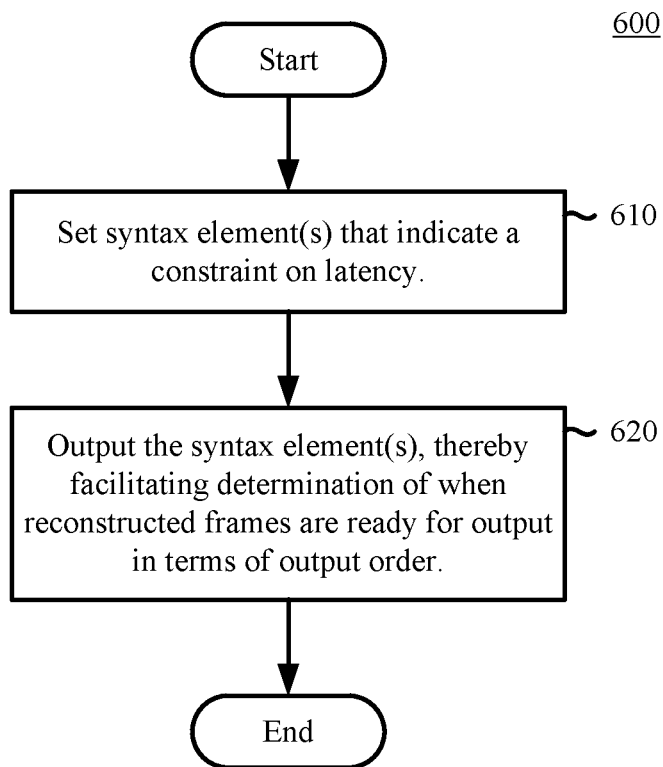 600
Start
Set syntax element(s) that indicate a
constraint on latency.
610
Output the syntax element(s), thereby
facilitating determination of when
reconstructed frames are ready for output
in terms of output order.
620
End